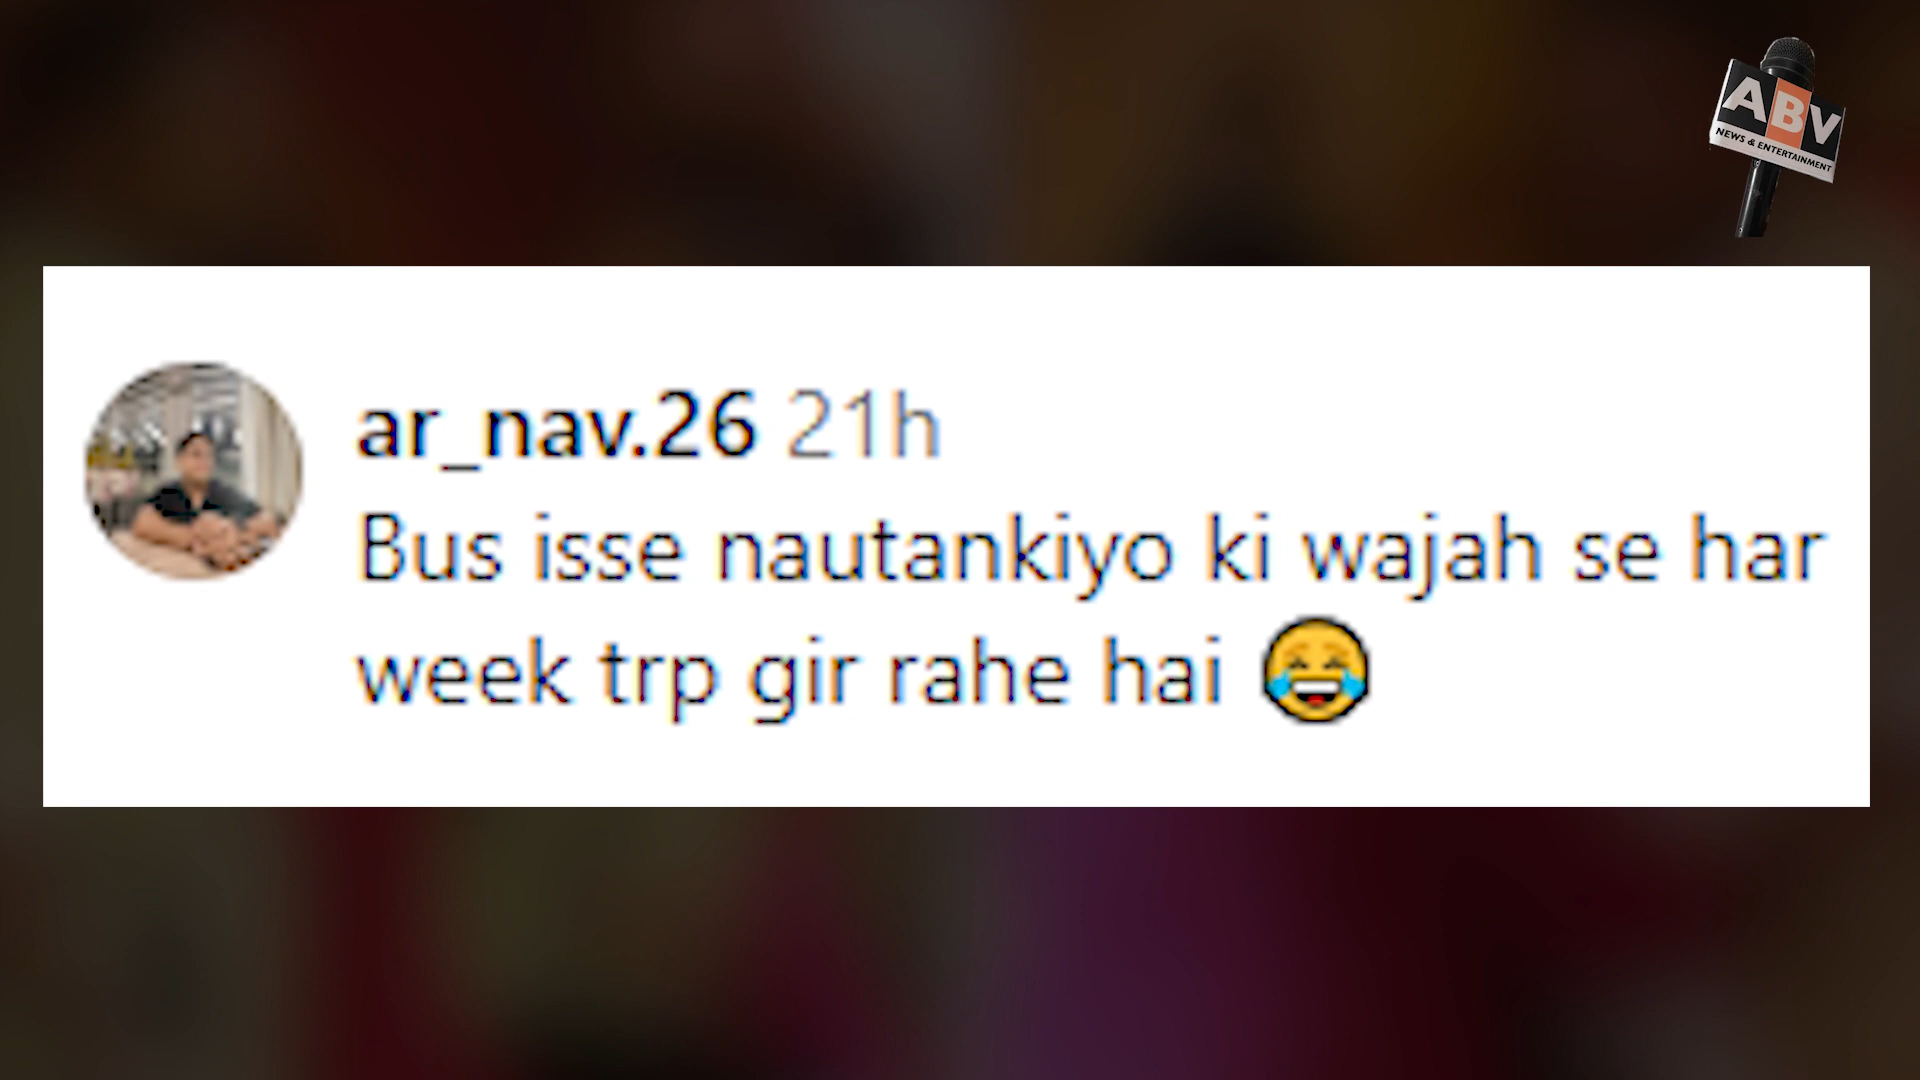 ABV
NEWS & ENTERTAINMENT
ar_nav.26 21h
Bus isse nautankiyo ki wajah se har
week trp gir rahe hai 😂